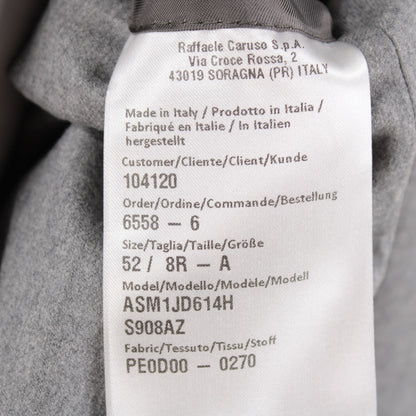 Raffaele Caruso S.p.A.
Via Croce Rossa, 2
43019 SORAGNA (PR) ITALY
Made in Italy / Prodotto in Italia /
Fabriqué en Italie / In Italien
hergestellt
Customer/Cliente/Client/Kunde
104120
Order/Ordine/Commande/Bestellung
6558 – 6
Size/Taglia/Taille/Größe
52 / 8R – A
Model/Modello/Modèle/Modell
ASM1JD614H
S908AZ
Fabric/Tessuto/Tissu/Stoff
PE0D00 – 0270